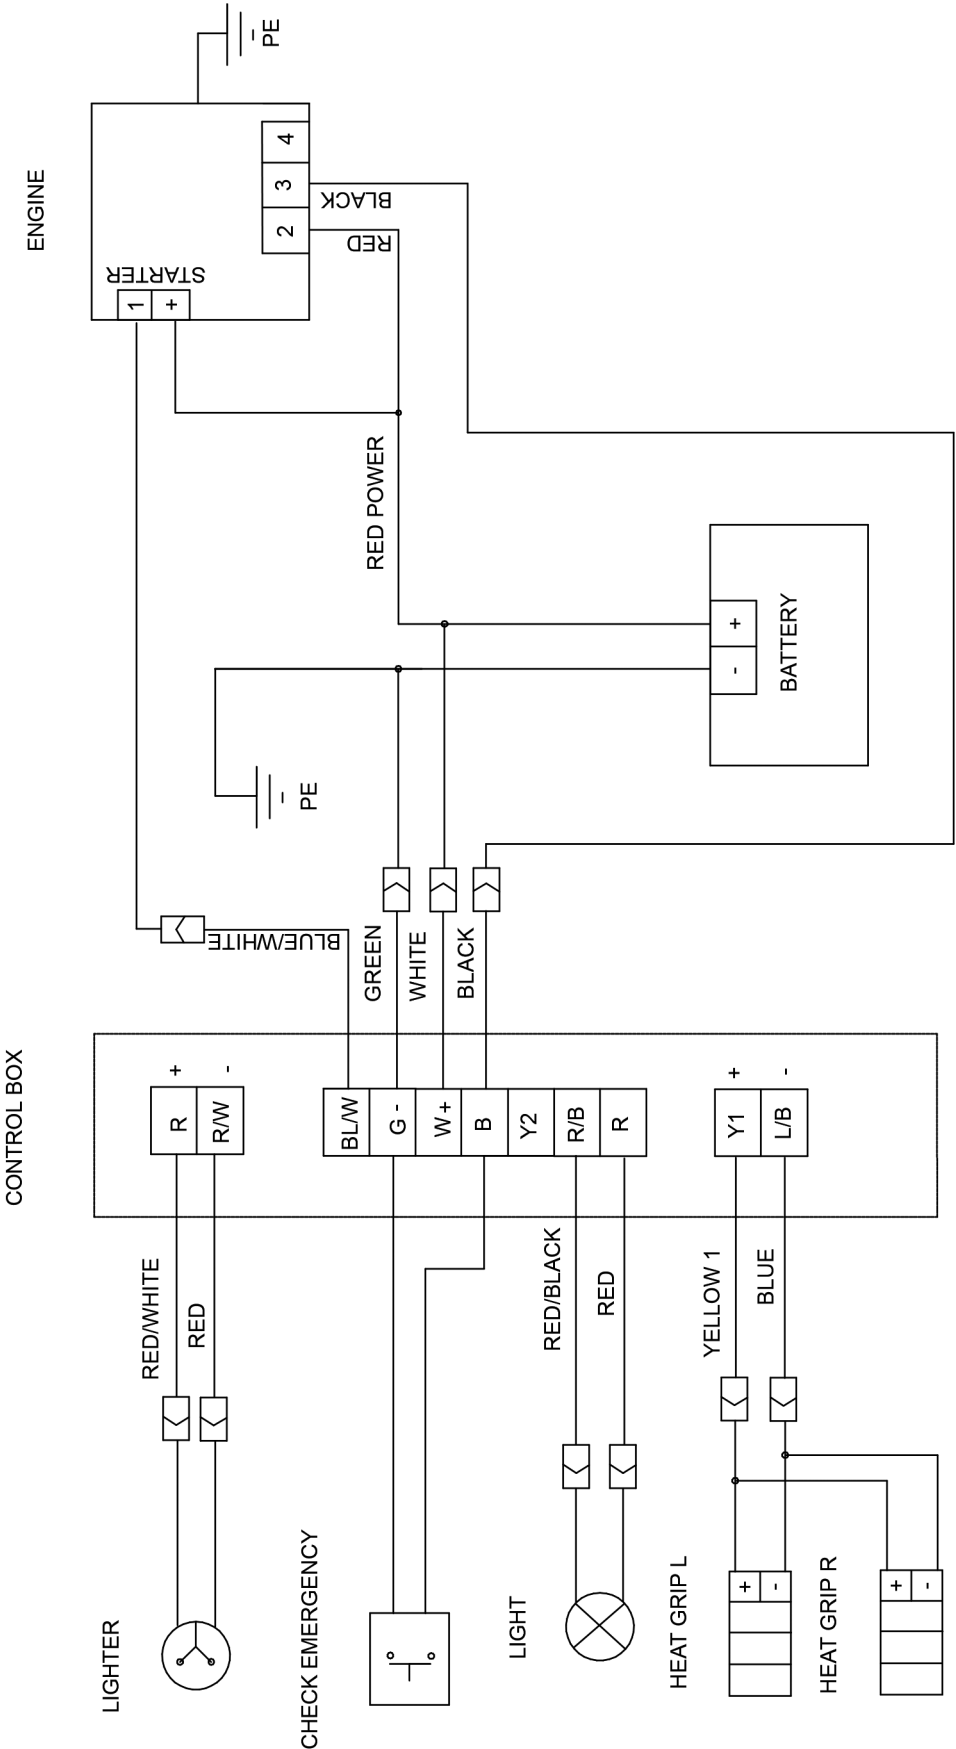 ENGINE
PE
4
3
2
BLACK
RED
STARTER
1
+
RED POWER
BATTERY
+
-
PE
BLUE/WHITE
GREEN
WHITE
BLACK
CONTROL BOX
R +
R/W -
BL/W
G -
W +
B
Y2
R/B
R
Y1 +
L/B -
RED/WHITE
RED
RED/BLACK
RED
YELLOW 1
BLUE
LIGHTER
CHECK EMERGENCY
LIGHT
HEAT GRIP L
+
-
HEAT GRIP R
+
-